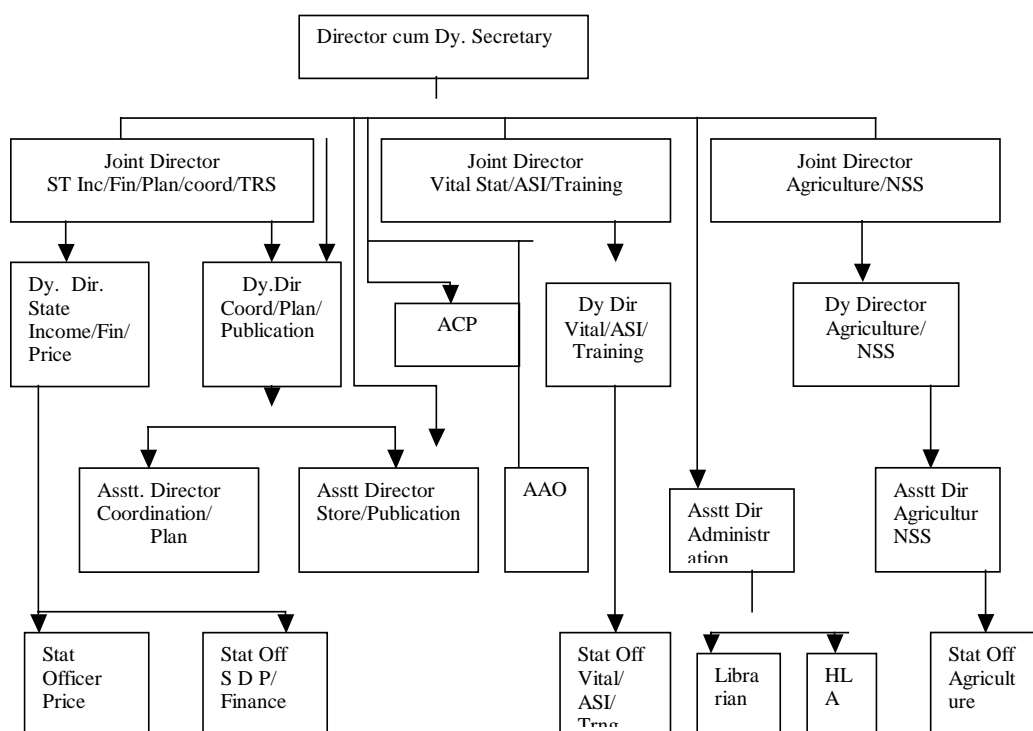 Director cum Dy. Secretary
Joint Director
ST Inc/Fin/Plan/coord/TRS
Joint Director
Vital Stat/ASI/Training
Joint Director
Agriculture/NSS
Dy. Dir.
State
Income/Fin/
Price
Dy.Dir
Coord/Plan/
Publication
ACP
Dy Dir
Vital/ASI/
Training
Dy Director
Agriculture/
NSS
Asstt. Director
Coordination/
Plan
Asstt Director
Store/Publication
AAO
Asstt Dir
Administr
ation
Asstt Dir
Agricultur
NSS
Stat
Officer
Price
Stat Off
S D P/
Finance
Stat Off
Vital/
ASI/
Trng
Libra
rian
HL
A
Stat Off
Agricult
ure